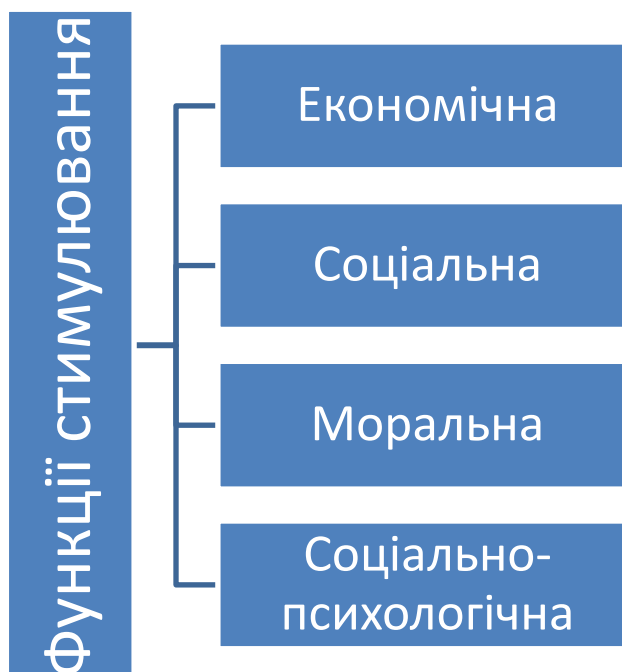 Функції стимулювання
Економічна
Соціальна
Моральна
Соціально-
психологічна